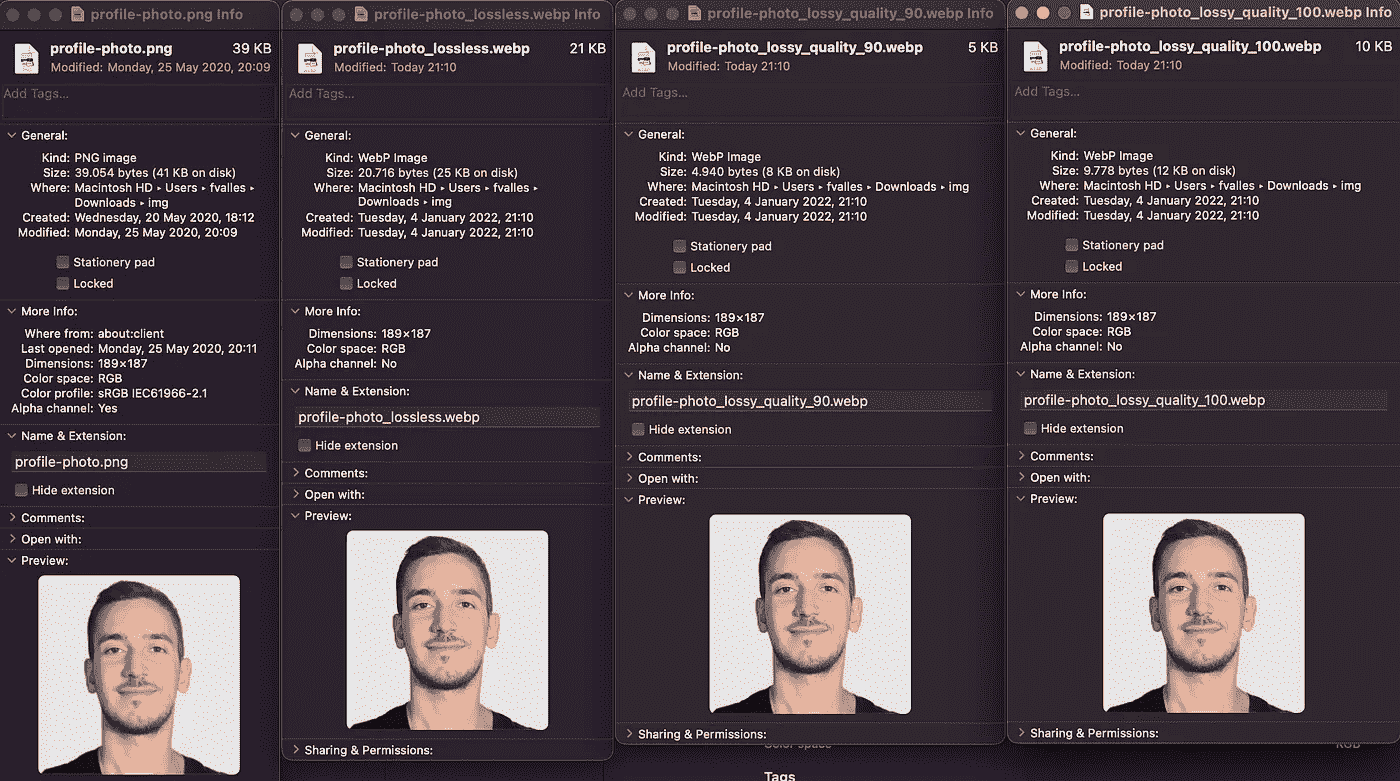 profile-photo.png Info
profile-photo.png 39 KB
Modified: Monday, 25 May 2020, 20:09
Add Tags...
General:
Kind: PNG image
Size: 39.054 bytes (41 KB on disk)
Where: Macintosh HD ▸ Users ▸ fvalles ▸
Downloads ▸ img
Created: Wednesday, 20 May 2020, 18:12
Modified: Monday, 25 May 2020, 20:09
Stationery pad
Locked
More Info:
Where from: about:client
Last opened: Monday, 25 May 2020, 20:11
Dimensions: 189×187
Color space: RGB
Color profile: sRGB IEC61966-2.1
Alpha channel: Yes
Name & Extension:
profile-photo.png
Hide extension
Comments:
Open with:
Preview:
profile-photo_lossless.webp Info
profile-photo_lossless.webp 21 KB
Modified: Today 21:10
Add Tags...
General:
Kind: WebP Image
Size: 20.716 bytes (25 KB on disk)
Where: Macintosh HD ▸ Users ▸ fvalles ▸
Downloads ▸ img
Created: Tuesday, 4 January 2022, 21:10
Modified: Tuesday, 4 January 2022, 21:10
Stationery pad
Locked
More Info:
Dimensions: 189×187
Color space: RGB
Alpha channel: No
Name & Extension:
profile-photo_lossless.webp
Hide extension
Comments:
Open with:
Preview:
Sharing & Permissions:
profile-photo_lossy_quality_90.webp Info
profile-photo_lossy_quality_90.webp 5 KB
Modified: Today 21:10
Add Tags...
General:
Kind: WebP Image
Size: 4.940 bytes (8 KB on disk)
Where: Macintosh HD ▸ Users ▸ fvalles ▸ Downloads ▸ img
Created: Tuesday, 4 January 2022, 21:10
Modified: Tuesday, 4 January 2022, 21:10
Stationery pad
Locked
More Info:
Dimensions: 189×187
Color space: RGB
Alpha channel: No
Name & Extension:
profile-photo_lossy_quality_90.webp
Hide extension
Comments:
Open with:
Preview:
Sharing & Permissions:
profile-photo_lossy_quality_100.webp Info
profile-photo_lossy_quality_100.webp 10 KB
Modified: Today 21:10
Add Tags...
General:
Kind: WebP Image
Size: 9.778 bytes (12 KB on disk)
Where: Macintosh HD ▸ Users ▸ fvalles ▸ Downloads ▸ img
Created: Tuesday, 4 January 2022, 21:10
Modified: Tuesday, 4 January 2022, 21:10
Stationery pad
Locked
More Info:
Dimensions: 189×187
Color space: RGB
Alpha channel: No
Name & Extension:
profile-photo_lossy_quality_100.webp
Hide extension
Comments:
Open with:
Preview:
Sharing & Permissions:
Color space RGB
Tags